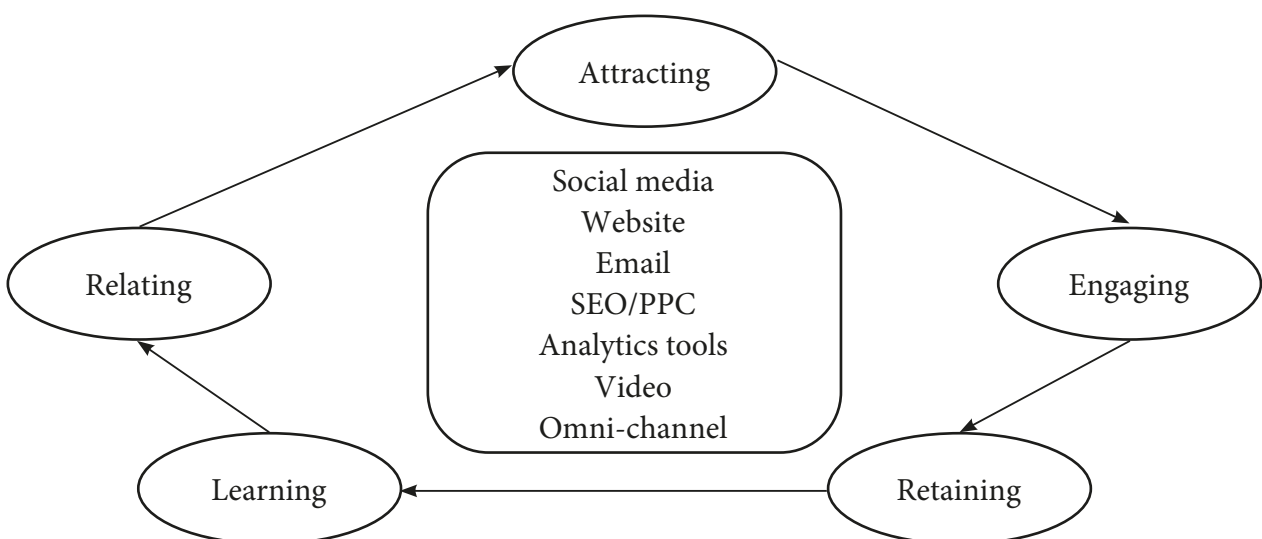 Attracting
Social media
Website
Email
SEO/PPC
Analytics tools
Video
Omni-channel
Relating
Engaging
Learning
Retaining